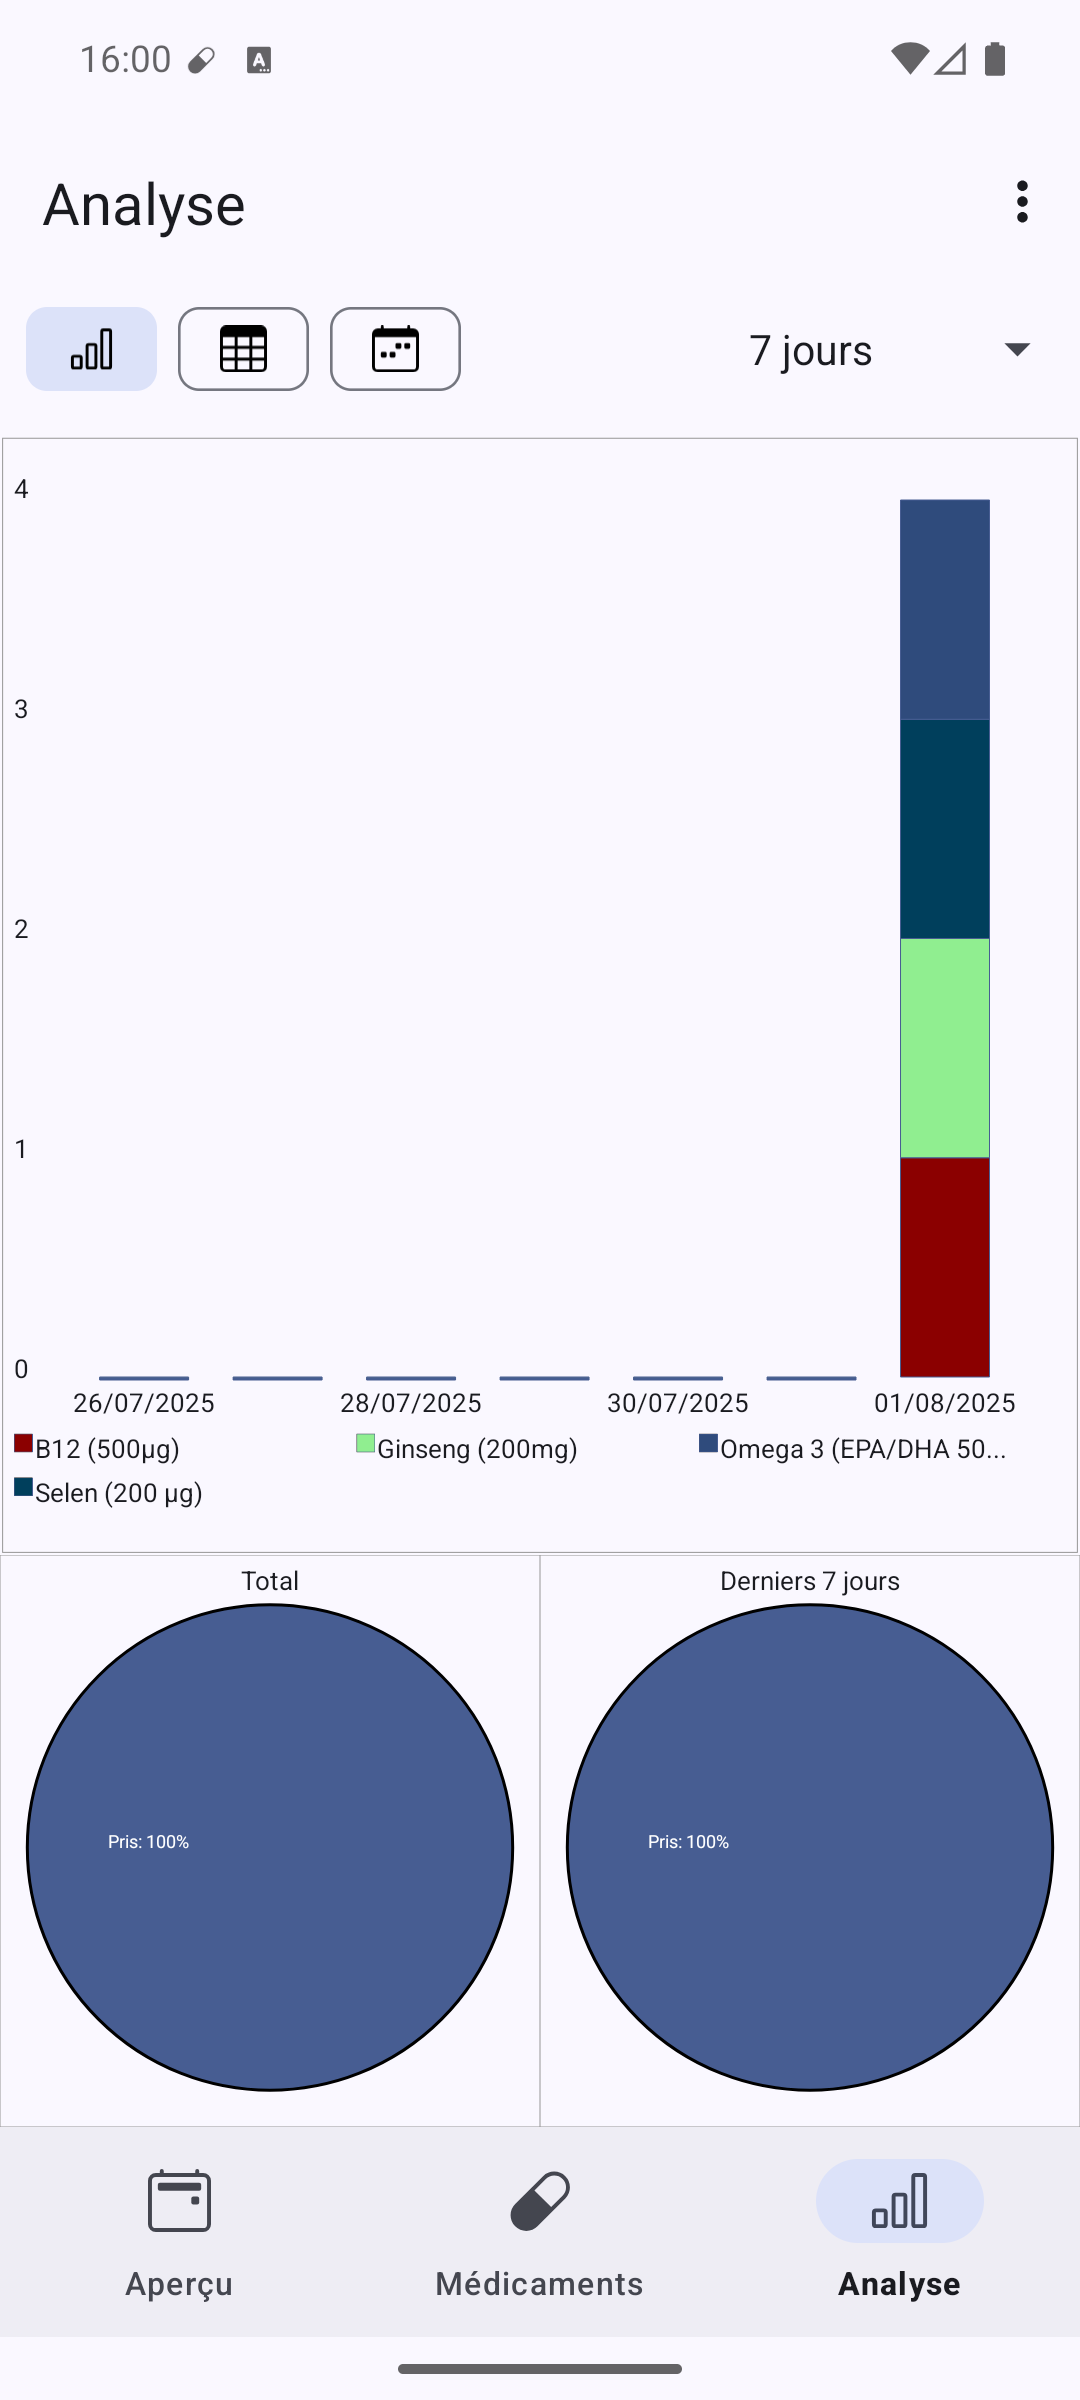 16:00
Analyse
7 jours
4
3
2
1
0
26/07/2025 28/07/2025 30/07/2025 01/08/2025
B12 (500µg) Ginseng (200mg) Omega 3 (EPA/DHA 50...
Selen (200 µg)
Total Derniers 7 jours
Pris: 100% Pris: 100%
Aperçu Médicaments Analyse